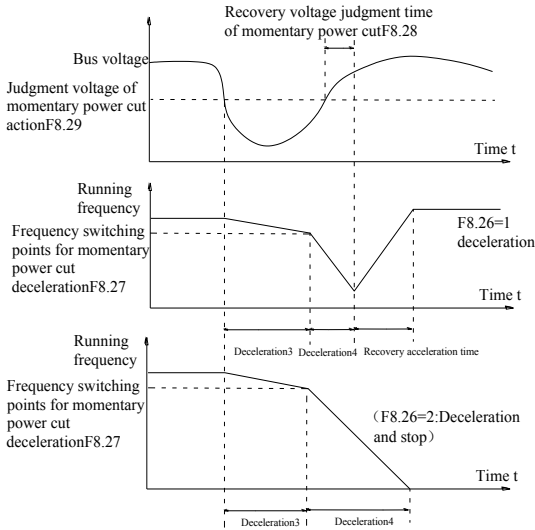 Recovery voltage judgment time
of momentary power cutF8.28
Bus voltage
Judgment voltage of
momentary power cut
actionF8.29
Time t
Running
frequency
Frequency switching
points for momentary
power cut
decelerationF8.27
F8.26=1
deceleration
Time t
Deceleration3
Deceleration4
Recovery acceleration time
Running
frequency
Frequency switching
points for momentary
power cut
decelerationF8.27
（F8.26=2:Deceleration
and stop）
Time t
Deceleration3
Deceleration4